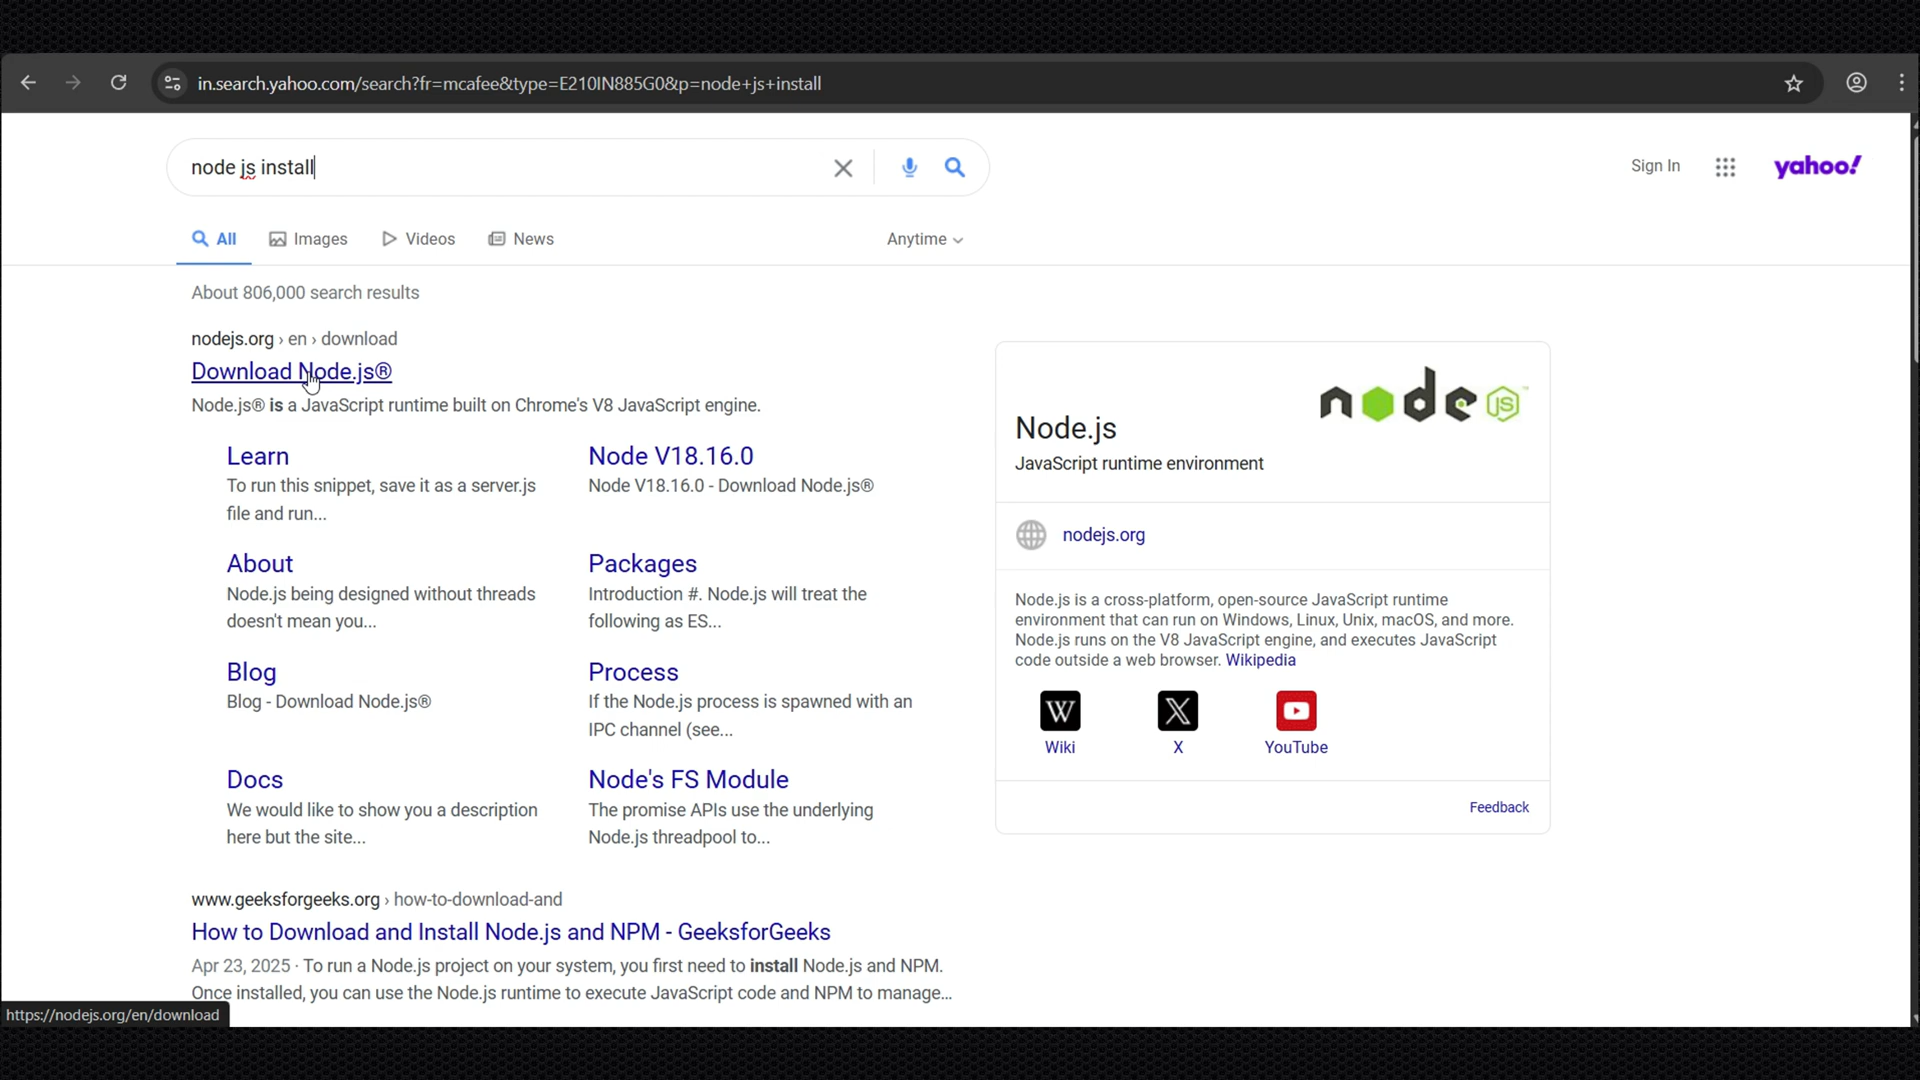 in.search.yahoo.com/search?fr=mcafee&type=E210IN885G0&p=node+js+install
node js install
Sign In
yahoo!
All
Images
Videos
News
Anytime
About 806,000 search results
nodejs.org › en › download
Download Node.js®
Node.js® is a JavaScript runtime built on Chrome's V8 JavaScript engine.
Learn
To run this snippet, save it as a server.js
file and run...
Node V18.16.0
Node V18.16.0 - Download Node.js®
About
Node.js being designed without threads
doesn't mean you...
Packages
Introduction #. Node.js will treat the
following as ES...
Blog
Blog - Download Node.js®
Process
If the Node.js process is spawned with an
IPC channel (see...
Docs
We would like to show you a description
here but the site...
Node's FS Module
The promise APIs use the underlying
Node.js threadpool to...
www.geeksforgeeks.org › how-to-download-and
How to Download and Install Node.js and NPM - GeeksforGeeks
Apr 23, 2025 · To run a Node.js project on your system, you first need to install Node.js and NPM.
Once installed, you can use the Node.js runtime to execute JavaScript code and NPM to manage...
node JS ™
Node.js
JavaScript runtime environment
nodejs.org
Node.js is a cross-platform, open-source JavaScript runtime
environment that can run on Windows, Linux, Unix, macOS, and more.
Node.js runs on the V8 JavaScript engine, and executes JavaScript
code outside a web browser. Wikipedia
W
X
Wiki
X
YouTube
Feedback
https://nodejs.org/en/download